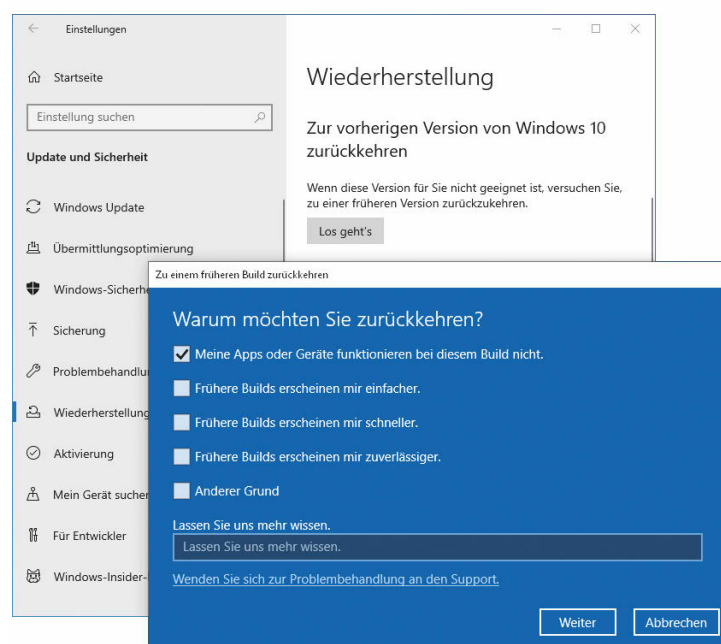 Einstellungen
Startseite
Einstellung suchen
Update und Sicherheit
Windows Update
Übermittlungsoptimierung
Windows-Sicherhe
Sicherung
Problembehandlu
Wiederherstellung
Aktivierung
Mein Gerät suchen
Für Entwickler
Windows-Insider-
Wiederherstellung
Zur vorherigen Version von Windows 10
zurückkehren
Wenn diese Version für Sie nicht geeignet ist, versuchen Sie,
zu einer früheren Version zurückzukehren.
Los geht's
Zu einem früheren Build zurückkehren
Warum möchten Sie zurückkehren?
Meine Apps oder Geräte funktionieren bei diesem Build nicht.
Frühere Builds erscheinen mir einfacher.
Frühere Builds erscheinen mir schneller.
Frühere Builds erscheinen mir zuverlässiger.
Anderer Grund
Lassen Sie uns mehr wissen.
Lassen Sie uns mehr wissen.
Wenden Sie sich zur Problembehandlung an den Support.
Weiter
Abbrechen